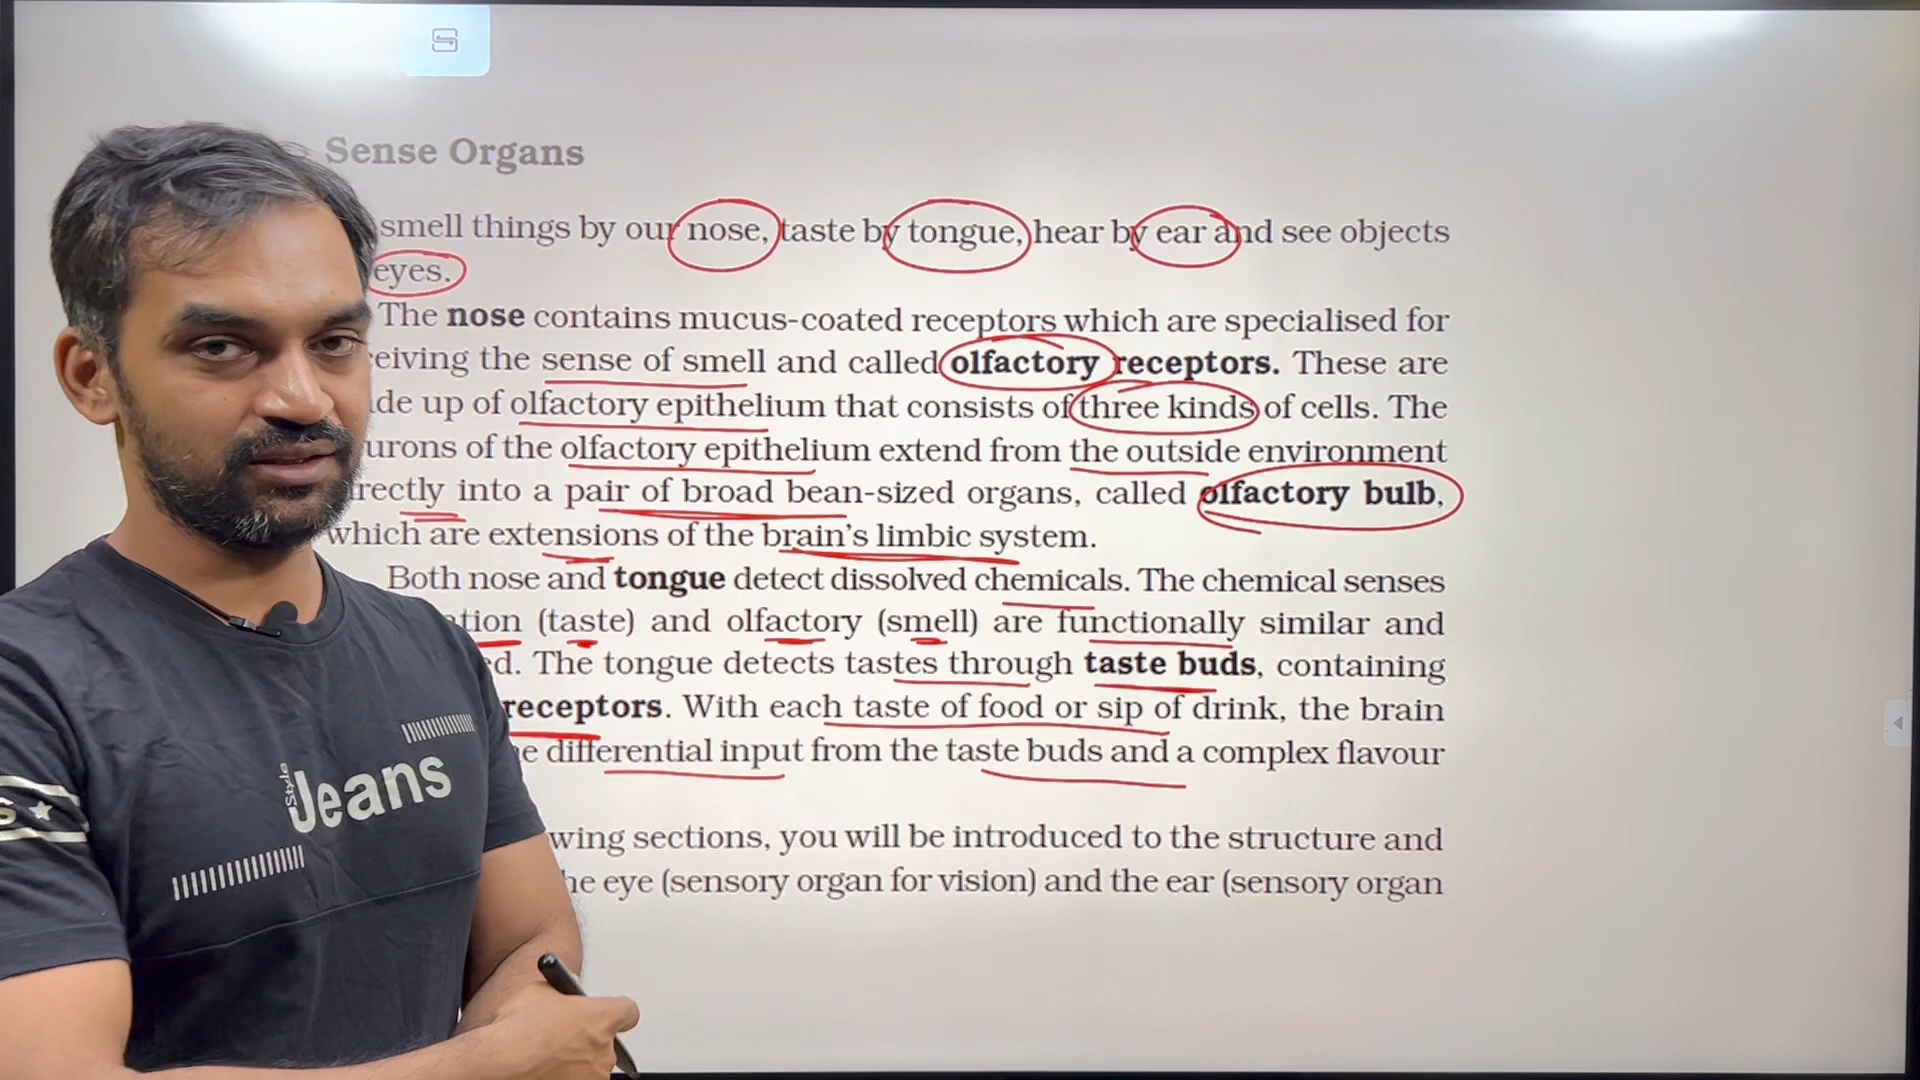 Sense Organs
smell things by our nose, taste by tongue, hear by ear and see objects
eyes.
The nose contains mucus-coated receptors which are specialised for
eiving the sense of smell and called olfactory receptors. These are
de up of olfactory epithelium that consists of three kinds of cells. The
urons of the olfactory epithelium extend from the outside environment
rectly into a pair of broad bean-sized organs, called olfactory bulb,
which are extensions of the brain's limbic system.
Both nose and tongue detect dissolved chemicals. The chemical senses
ation (taste) and olfactory (smell) are functionally similar and
d. The tongue detects tastes through taste buds, containing
receptors. With each taste of food or sip of drink, the brain
e differential input from the taste buds and a complex flavour
wing sections, you will be introduced to the structure and
he eye (sensory organ for vision) and the ear (sensory organ
Style
Jeans
S